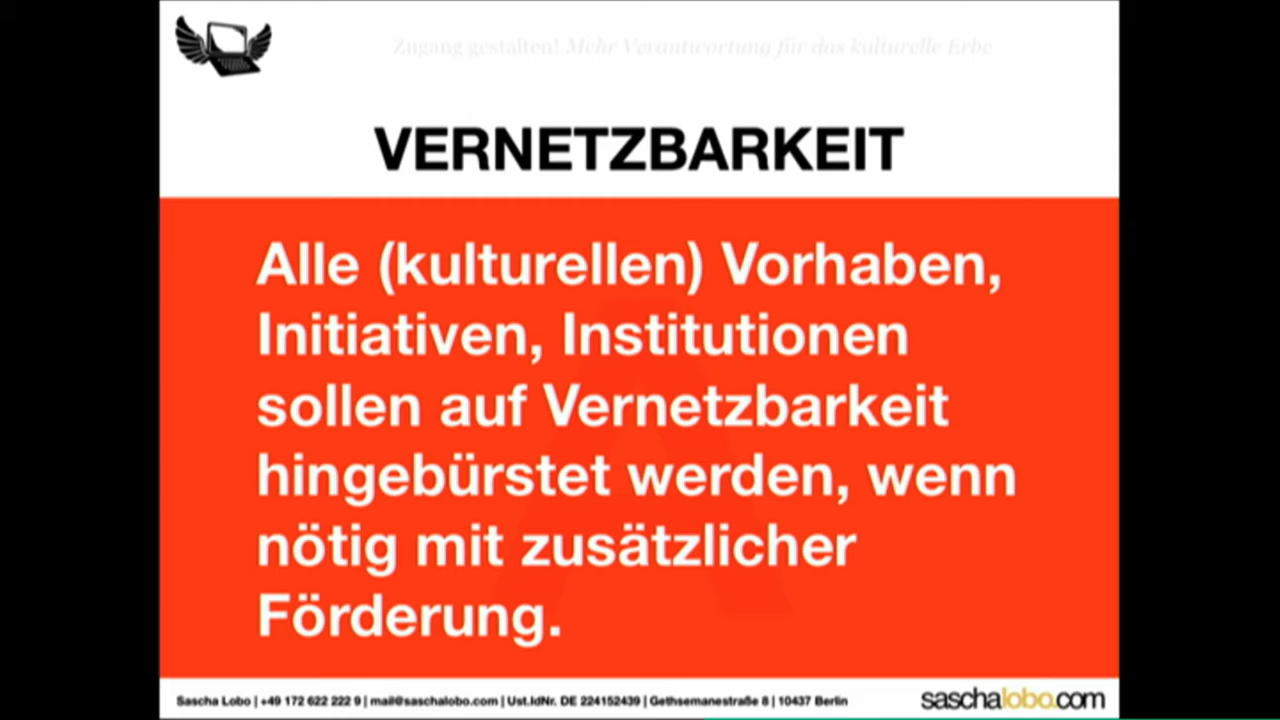 Zugang gestalten! Mehr Verantwortung für das kulturelle Erbe
VERNETZBARKEIT
Alle (kulturellen) Vorhaben,
Initiativen, Institutionen
sollen auf Vernetzbarkeit
hingebürstet werden, wenn
nötig mit zusätzlicher
Förderung.
Sascha Lobo | +49 172 622 222 9 | mail@saschalobo.com | Ust.IdNr. DE 224152439 | Gethsemanestraße 8 | 10437 Berlin
saschalobo.com